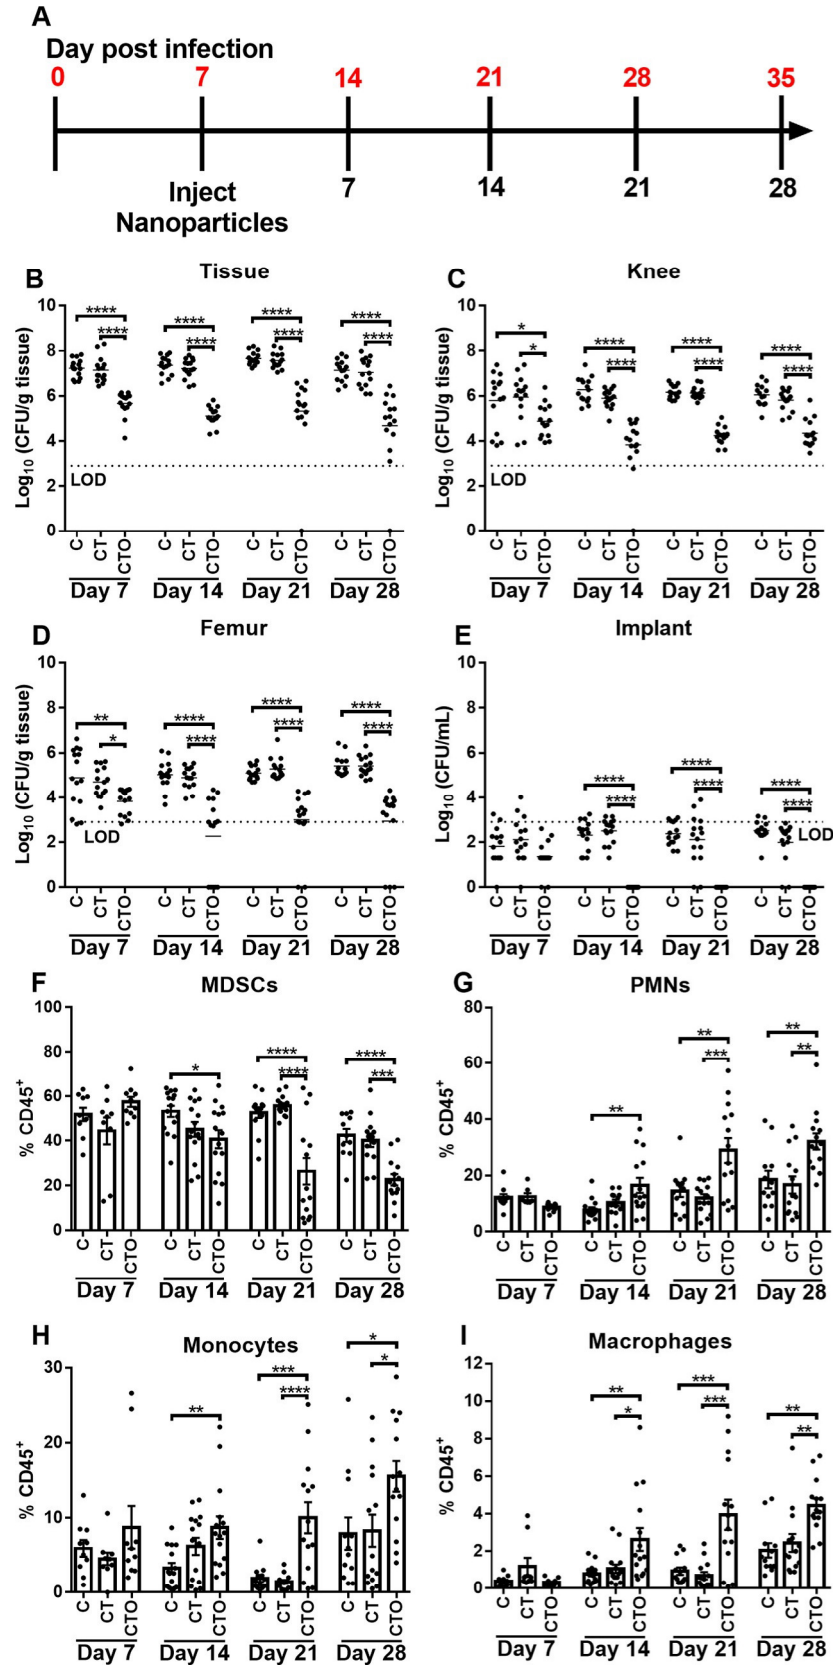 A
Day post infection
0 7 14 21 28 35
Inject
Nanoparticles
7 14 21 28
B
Tissue
Log10 (CFU/g tissue)
10
8
6
4
2
0
**** **** **** ****
**** **** **** ****
LOD
C CT CTO C CT CTO C CT CTO C CT CTO
Day 7 Day 14 Day 21 Day 28
C
Knee
Log10 (CFU/g tissue)
10
8
6
4
2
0
* **** **** ****
* **** **** ****
LOD
C CT CTO C CT CTO C CT CTO C CT CTO
Day 7 Day 14 Day 21 Day 28
D
Femur
Log10 (CFU/g tissue)
10
8
6
4
2
0
** **** **** ****
* **** **** ****
LOD
C CT CTO C CT CTO C CT CTO C CT CTO
Day 7 Day 14 Day 21 Day 28
E
Implant
Log10 (CFU/mL)
10
8
6
4
2
0
**** **** ****
**** **** ****
LOD
C CT CTO C CT CTO C CT CTO C CT CTO
Day 7 Day 14 Day 21 Day 28
F
MDSCs
% CD45+
100
80
60
40
20
0
* **** ****
**** ***
C CT CTO C CT CTO C CT CTO C CT CTO
Day 7 Day 14 Day 21 Day 28
G
PMNs
% CD45+
80
60
40
20
0
** ** **
*** **
C CT CTO C CT CTO C CT CTO C CT CTO
Day 7 Day 14 Day 21 Day 28
H
Monocytes
% CD45+
30
20
10
0
** *** *
**** *
C CT CTO C CT CTO C CT CTO C CT CTO
Day 7 Day 14 Day 21 Day 28
I
Macrophages
% CD45+
12
10
8
6
4
2
0
** *** **
* *** **
C CT CTO C CT CTO C CT CTO C CT CTO
Day 7 Day 14 Day 21 Day 28